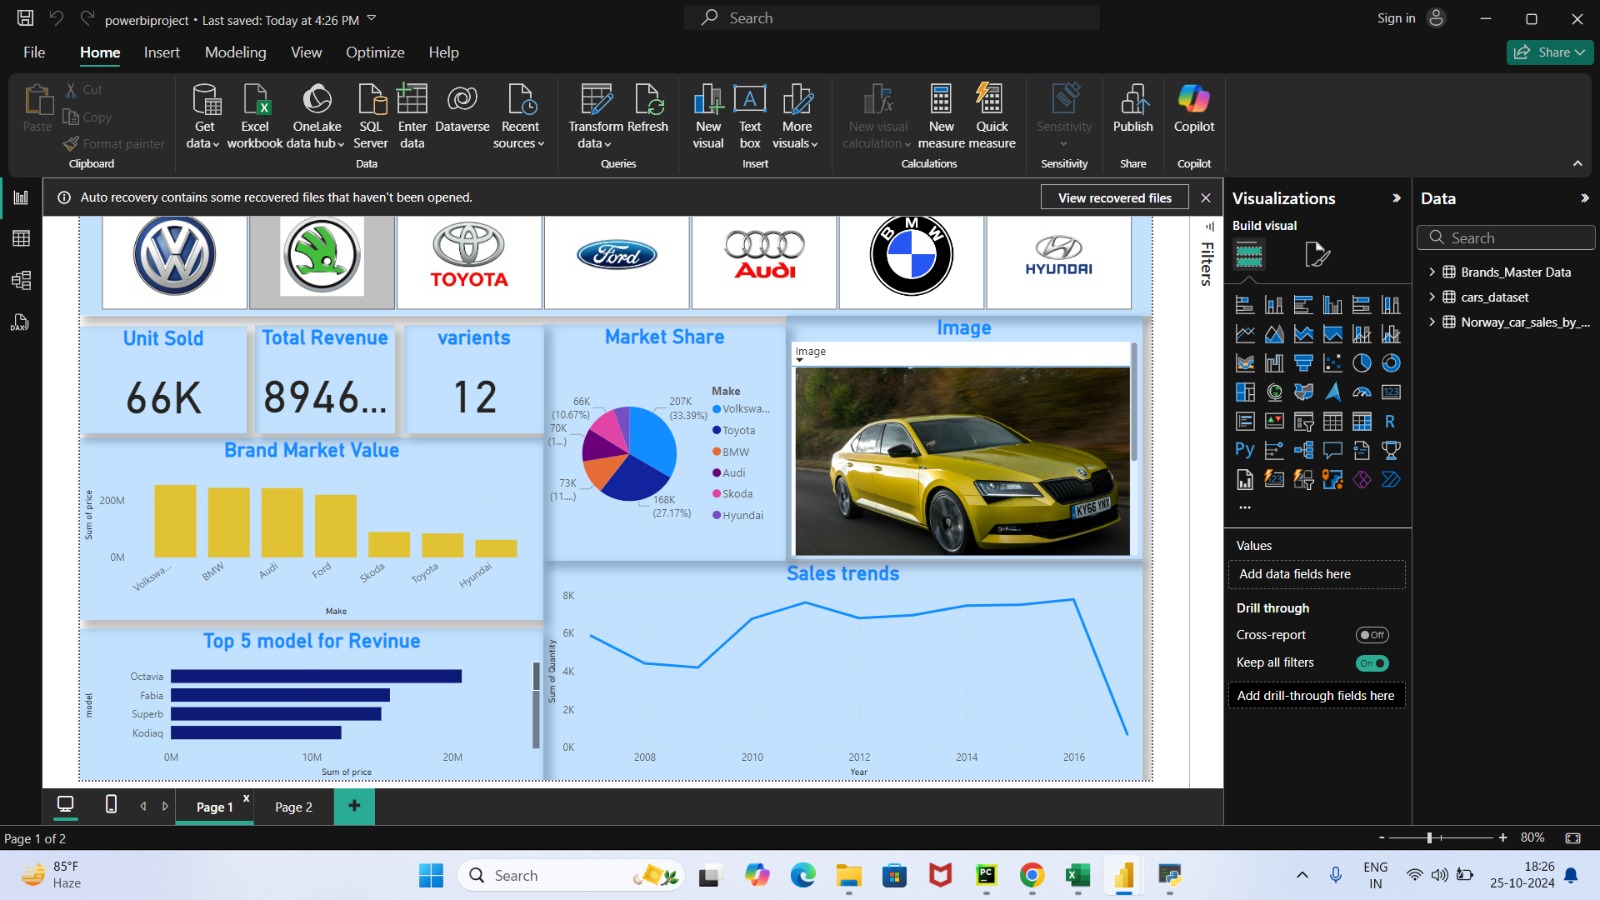 powerbiproject • Last saved: Today at 4:26 PM
Search
Sign in
File
Home
Insert
Modeling
View
Optimize
Help
Share
Paste
Cut
Copy
Format painter
Clipboard
Get data
Excel workbook
OneLake data hub
SQL Server
Enter data
Dataverse
Recent sources
Data
Transform data
Refresh
Queries
New visual
Text box
More visuals
Insert
New visual calculation
New measure
Quick measure
Calculations
Sensitivity
Sensitivity
Publish
Share
Copilot
Copilot
Auto recovery contains some recovered files that haven't been opened.
View recovered files
TOYOTA
Ford
Audi
BMW
HYUNDAI
Unit Sold
66K
Total Revenue
8946...
varients
12
Market Share
66K
(10.67%)
70K
(1...)
73K
(11....)
207K
(33.39%)
168K
(27.17%)
Make
Volkswa...
Toyota
BMW
Audi
Skoda
Hyundai
Image
Image
KY66 YNT
Brand Market Value
Sum of price
200M
0M
Volkswa...
BMW
Audi
Ford
Skoda
Toyota
Hyundai
Make
Top 5 model for Revinue
model
Octavia
Fabia
Superb
Kodiaq
0M
10M
20M
Sum of price
Sales trends
Sum of Quantity
8K
6K
4K
2K
0K
2008
2010
2012
2014
2016
Year
Filters
Visualizations
Build visual
Values
Add data fields here
Drill through
Cross-report
Off
Keep all filters
On
Add drill-through fields here
Data
Search
Brands_Master Data
cars_dataset
Norway_car_sales_by_...
Page 1
Page 2
Page 1 of 2
80%
85°F
Haze
Search
ENG
IN
18:26
25-10-2024